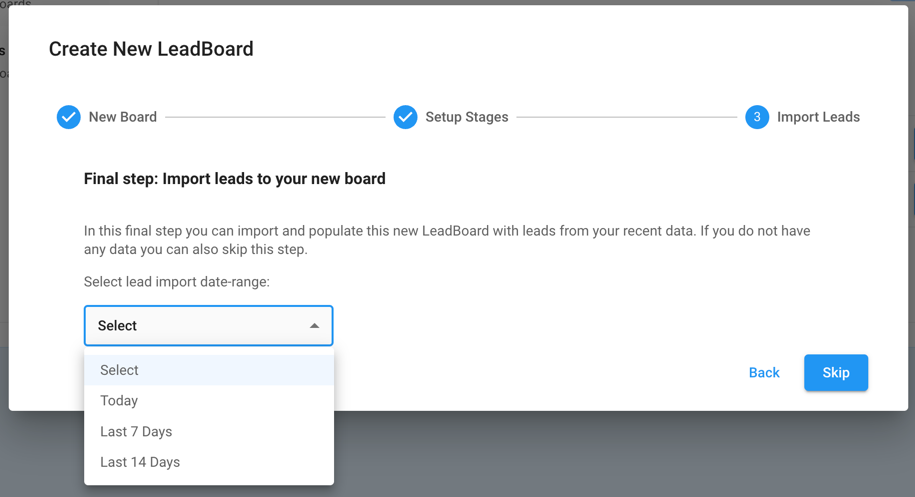 oards
Create New LeadBoard
New Board
Setup Stages
3 Import Leads
Final step: Import leads to your new board
In this final step you can import and populate this new LeadBoard with leads from your recent data. If you do not have
any data you can also skip this step.
Select lead import date-range:
Select
Select
Today
Last 7 Days
Last 14 Days
Back
Skip